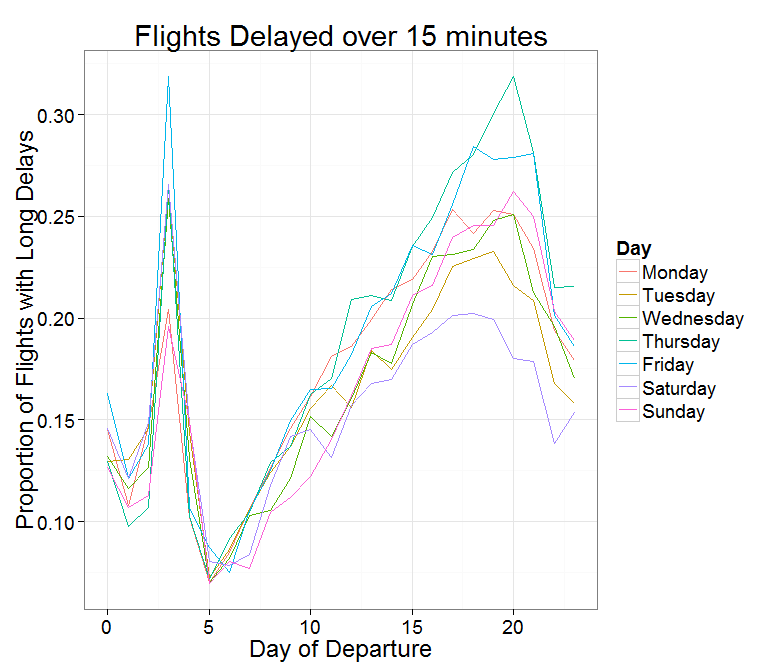 Flights Delayed over 15 minutes
Proportion of Flights with Long Delays
0.30
0.25
0.20
0.15
0.10
0
5
10
15
20
Day of Departure
Day
Monday
Tuesday
Wednesday
Thursday
Friday
Saturday
Sunday